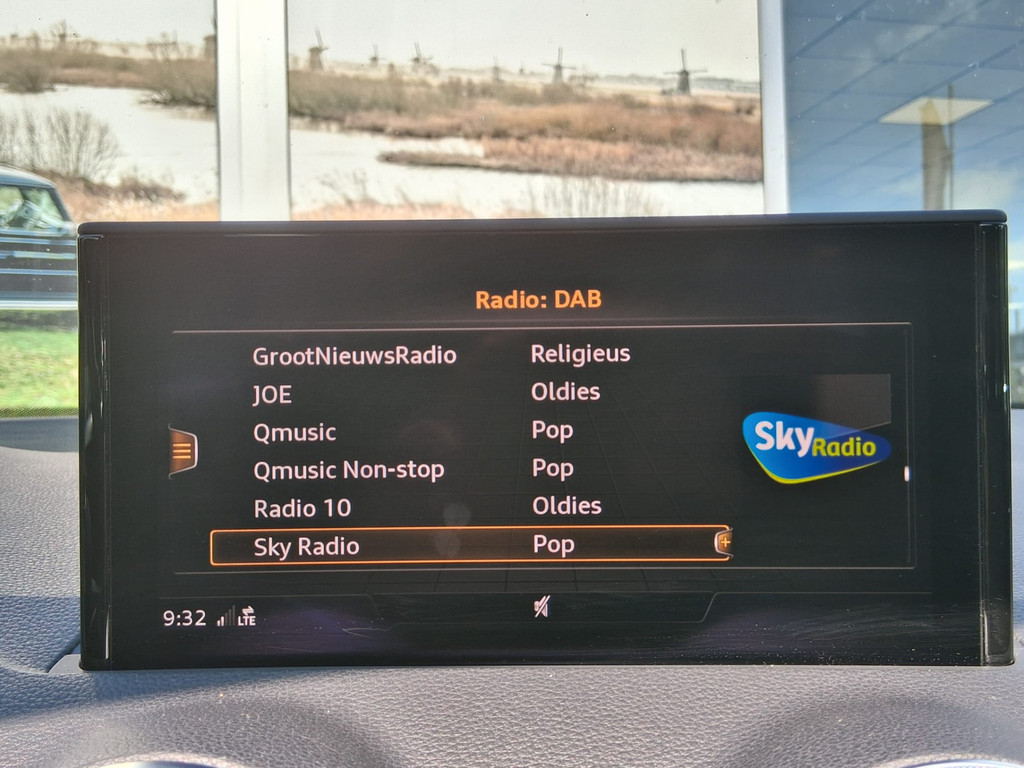 Radio: DAB
GrootNieuwsRadio Religieus
JOE Oldies
Qmusic Pop
Qmusic Non-stop Pop
Radio 10 Oldies
Sky Radio Pop
Sky Radio
9:32 LTE